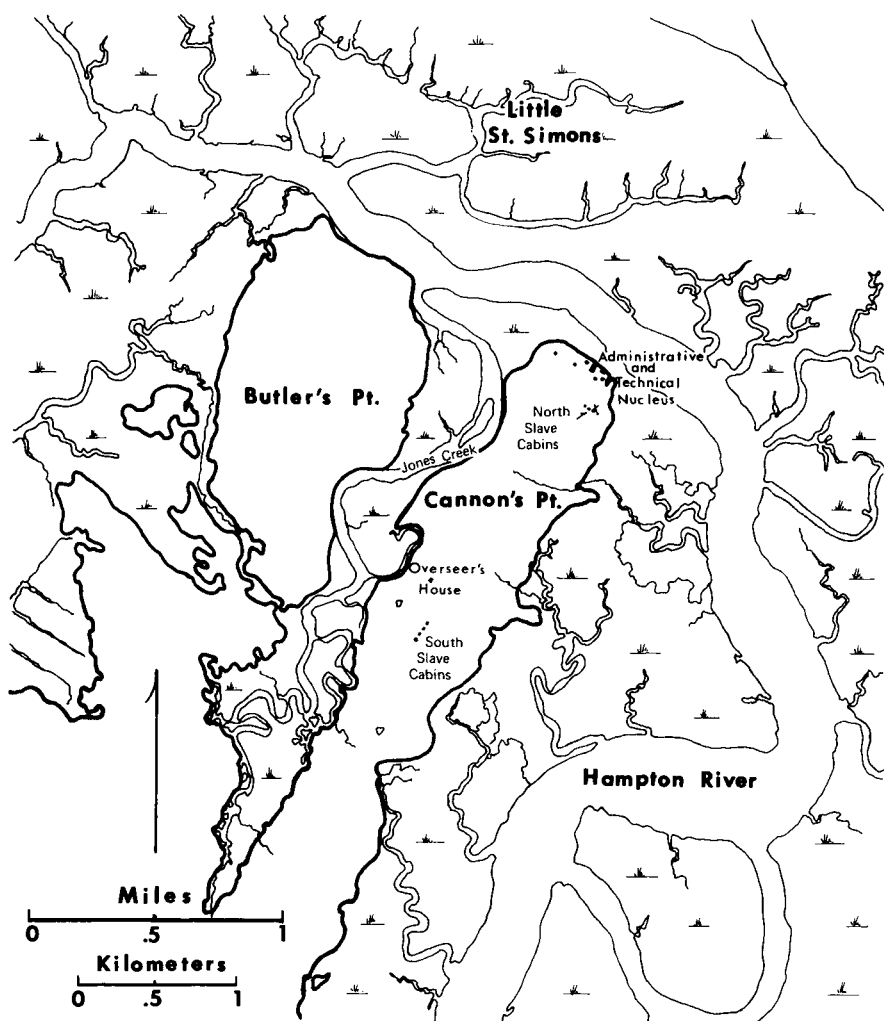 Little
St. Simons
Administrative
and
Technical
Nucleus
Butler's Pt.
North
Slave
Cabins
Jones Creek
Cannon's Pt.
Overseer's
House
South
Slave
Cabins
Hampton River
Miles
0 .5 1
Kilometers
0 .5 1